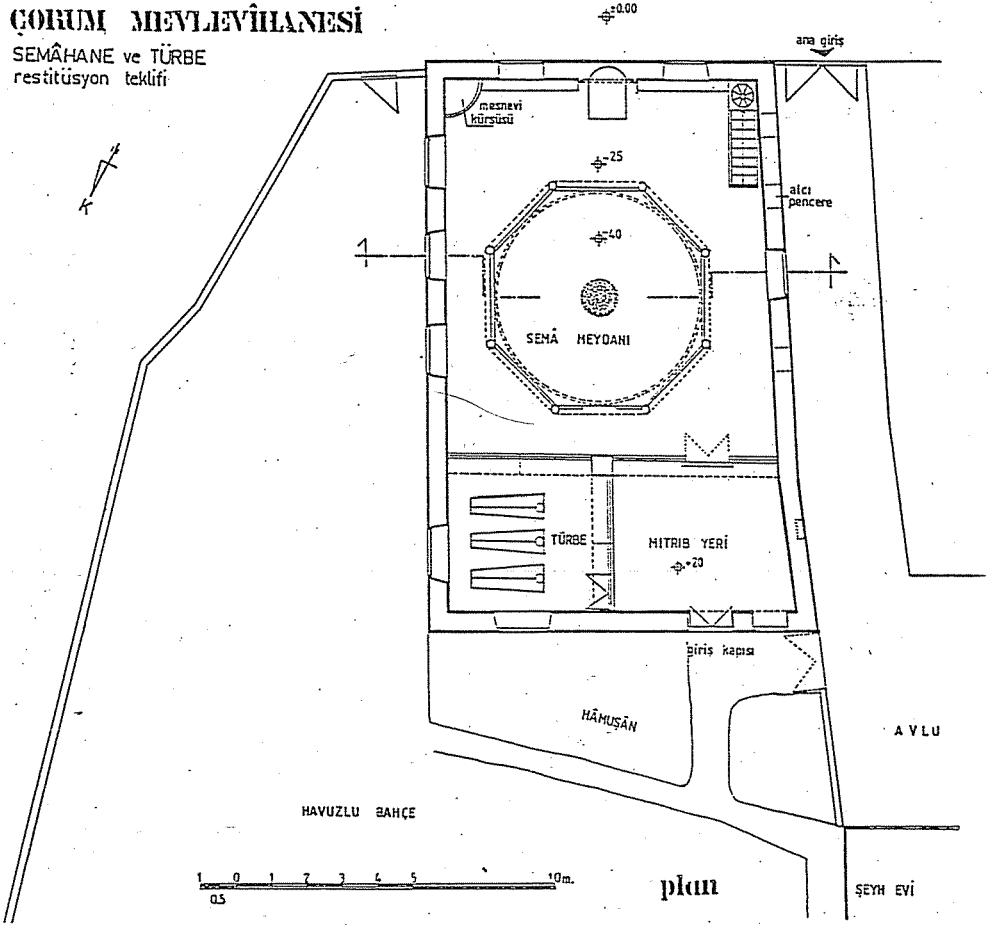 ÇORUM MEVLEVÎHANESİ
SEMÂHANE ve TÜRBE
restitüsyon teklifi
±0.00
ana giriş
mesnevi
kürsüsü
-25
alçı
pencere
K
-40
1
1
SEMÂ MEYDANI
TÜRBE
MITRIB YERİ
+20
giriş kapısı
HÂMUŞÂN
AVLU
HAVUZLU BAHÇE
1 0 1 2 3 4 5 10m.
0.5
plan
ŞEYH EVİ